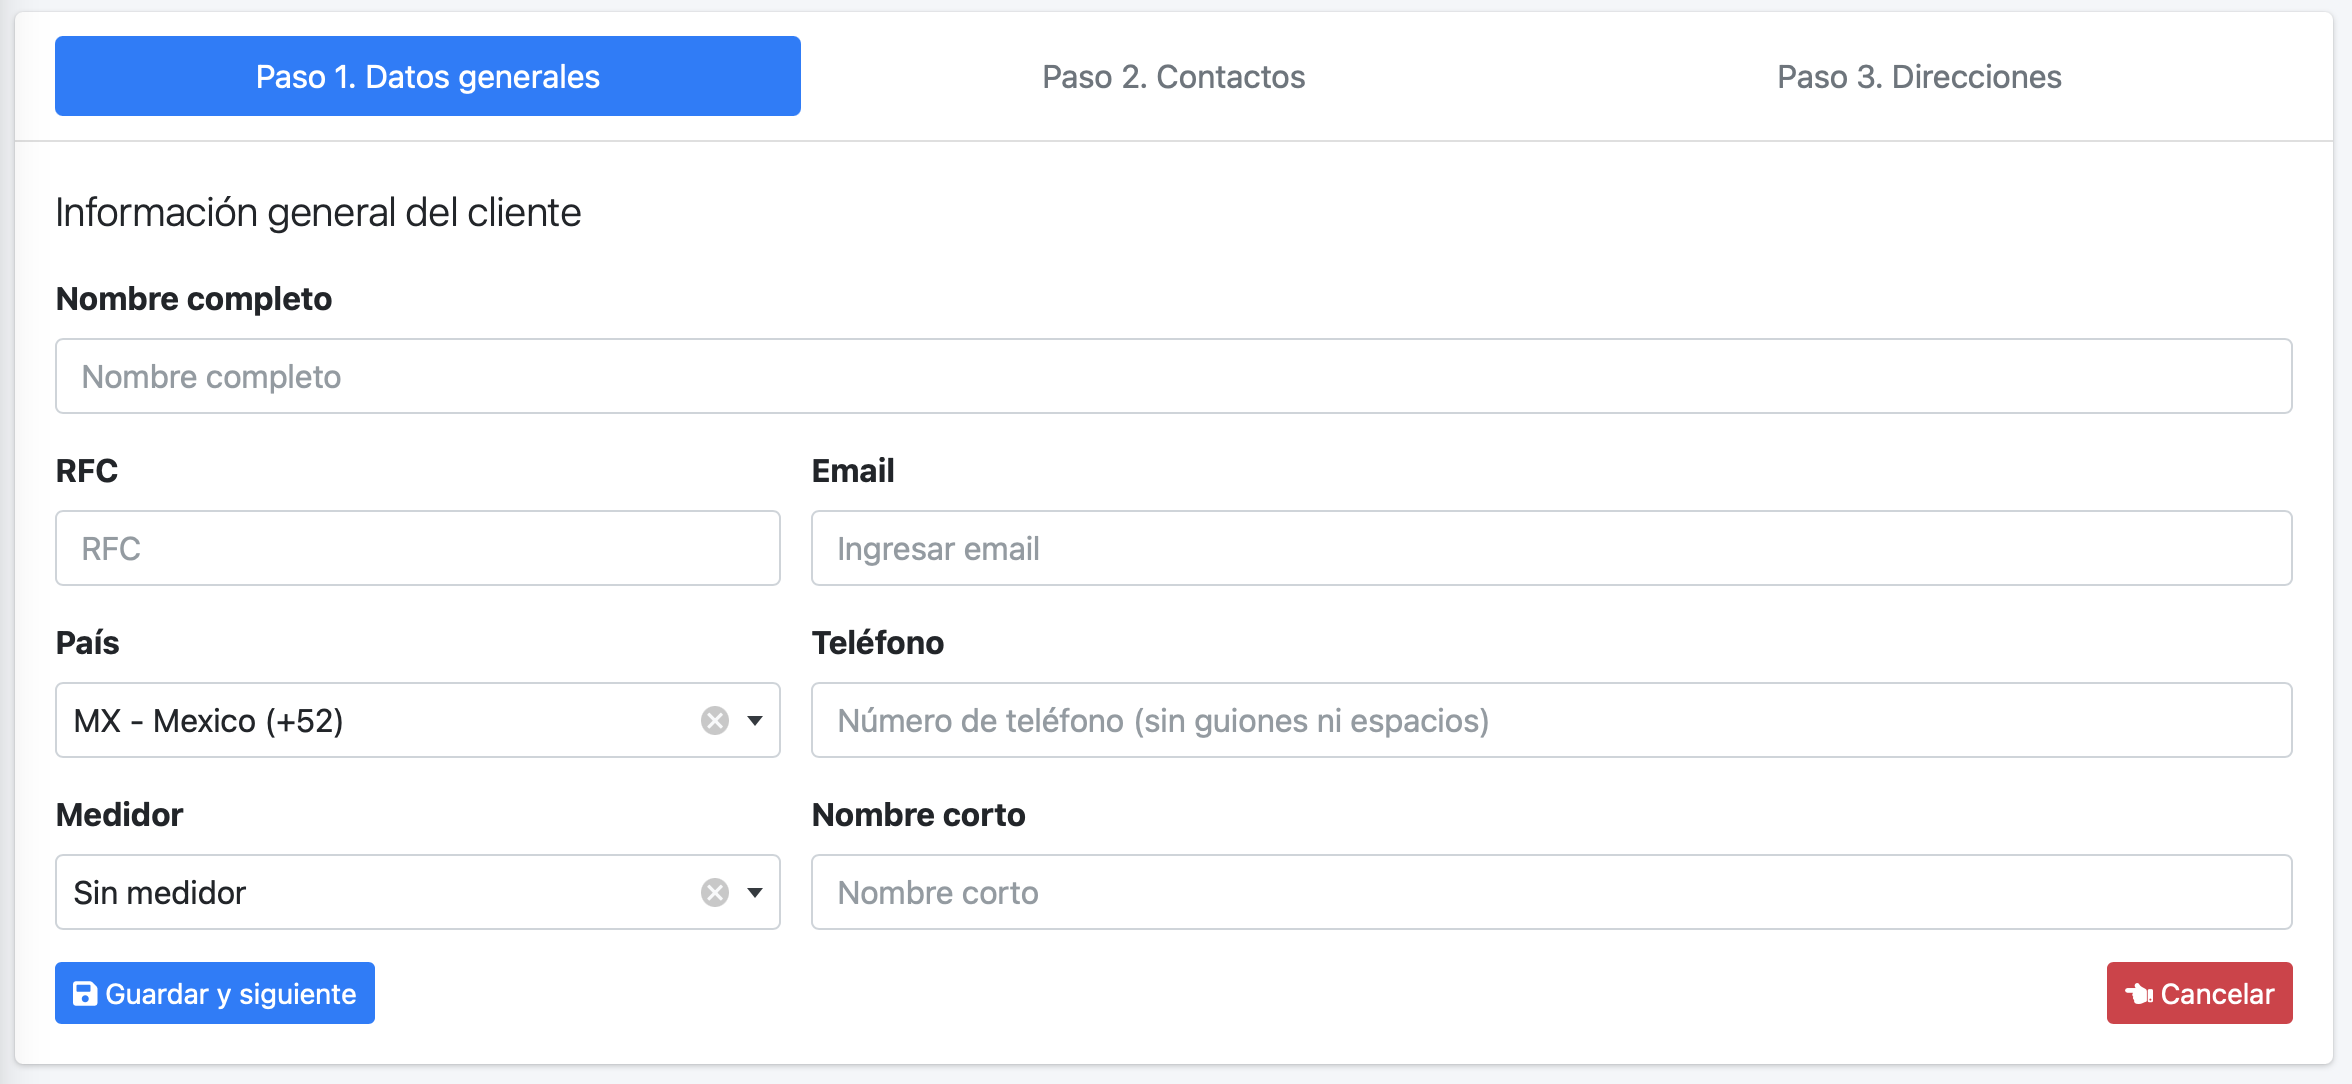 Paso 1. Datos generales
Paso 2. Contactos
Paso 3. Direcciones
Información general del cliente
Nombre completo
Nombre completo
RFC
Email
RFC
Ingresar email
País
Teléfono
MX - Mexico (+52)
Número de teléfono (sin guiones ni espacios)
Medidor
Nombre corto
Sin medidor
Nombre corto
Guardar y siguiente
Cancelar